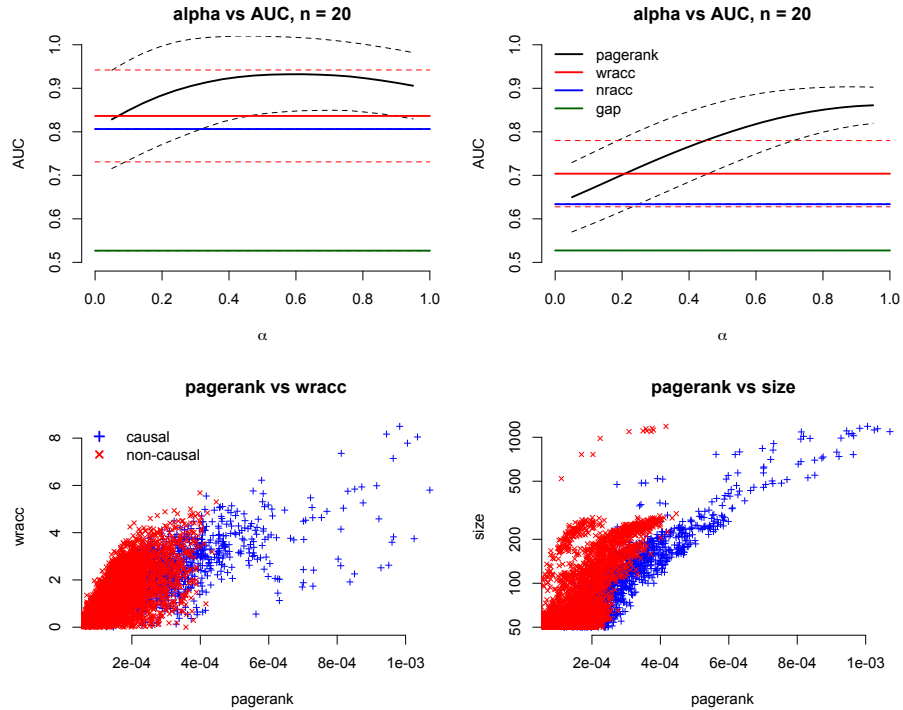 alpha vs AUC, n = 20
AUC
1.0
0.9
0.8
0.7
0.6
0.5
0.0 0.2 0.4 0.6 0.8 1.0
α
alpha vs AUC, n = 20
pagerank
wracc
nracc
gap
AUC
1.0
0.9
0.8
0.7
0.6
0.5
0.0 0.2 0.4 0.6 0.8 1.0
α
pagerank vs wracc
causal
non-causal
wracc
8
6
4
2
0
2e-04 4e-04 6e-04 8e-04 1e-03
pagerank
pagerank vs size
size
1000
500
200
100
50
2e-04 4e-04 6e-04 8e-04 1e-03
pagerank